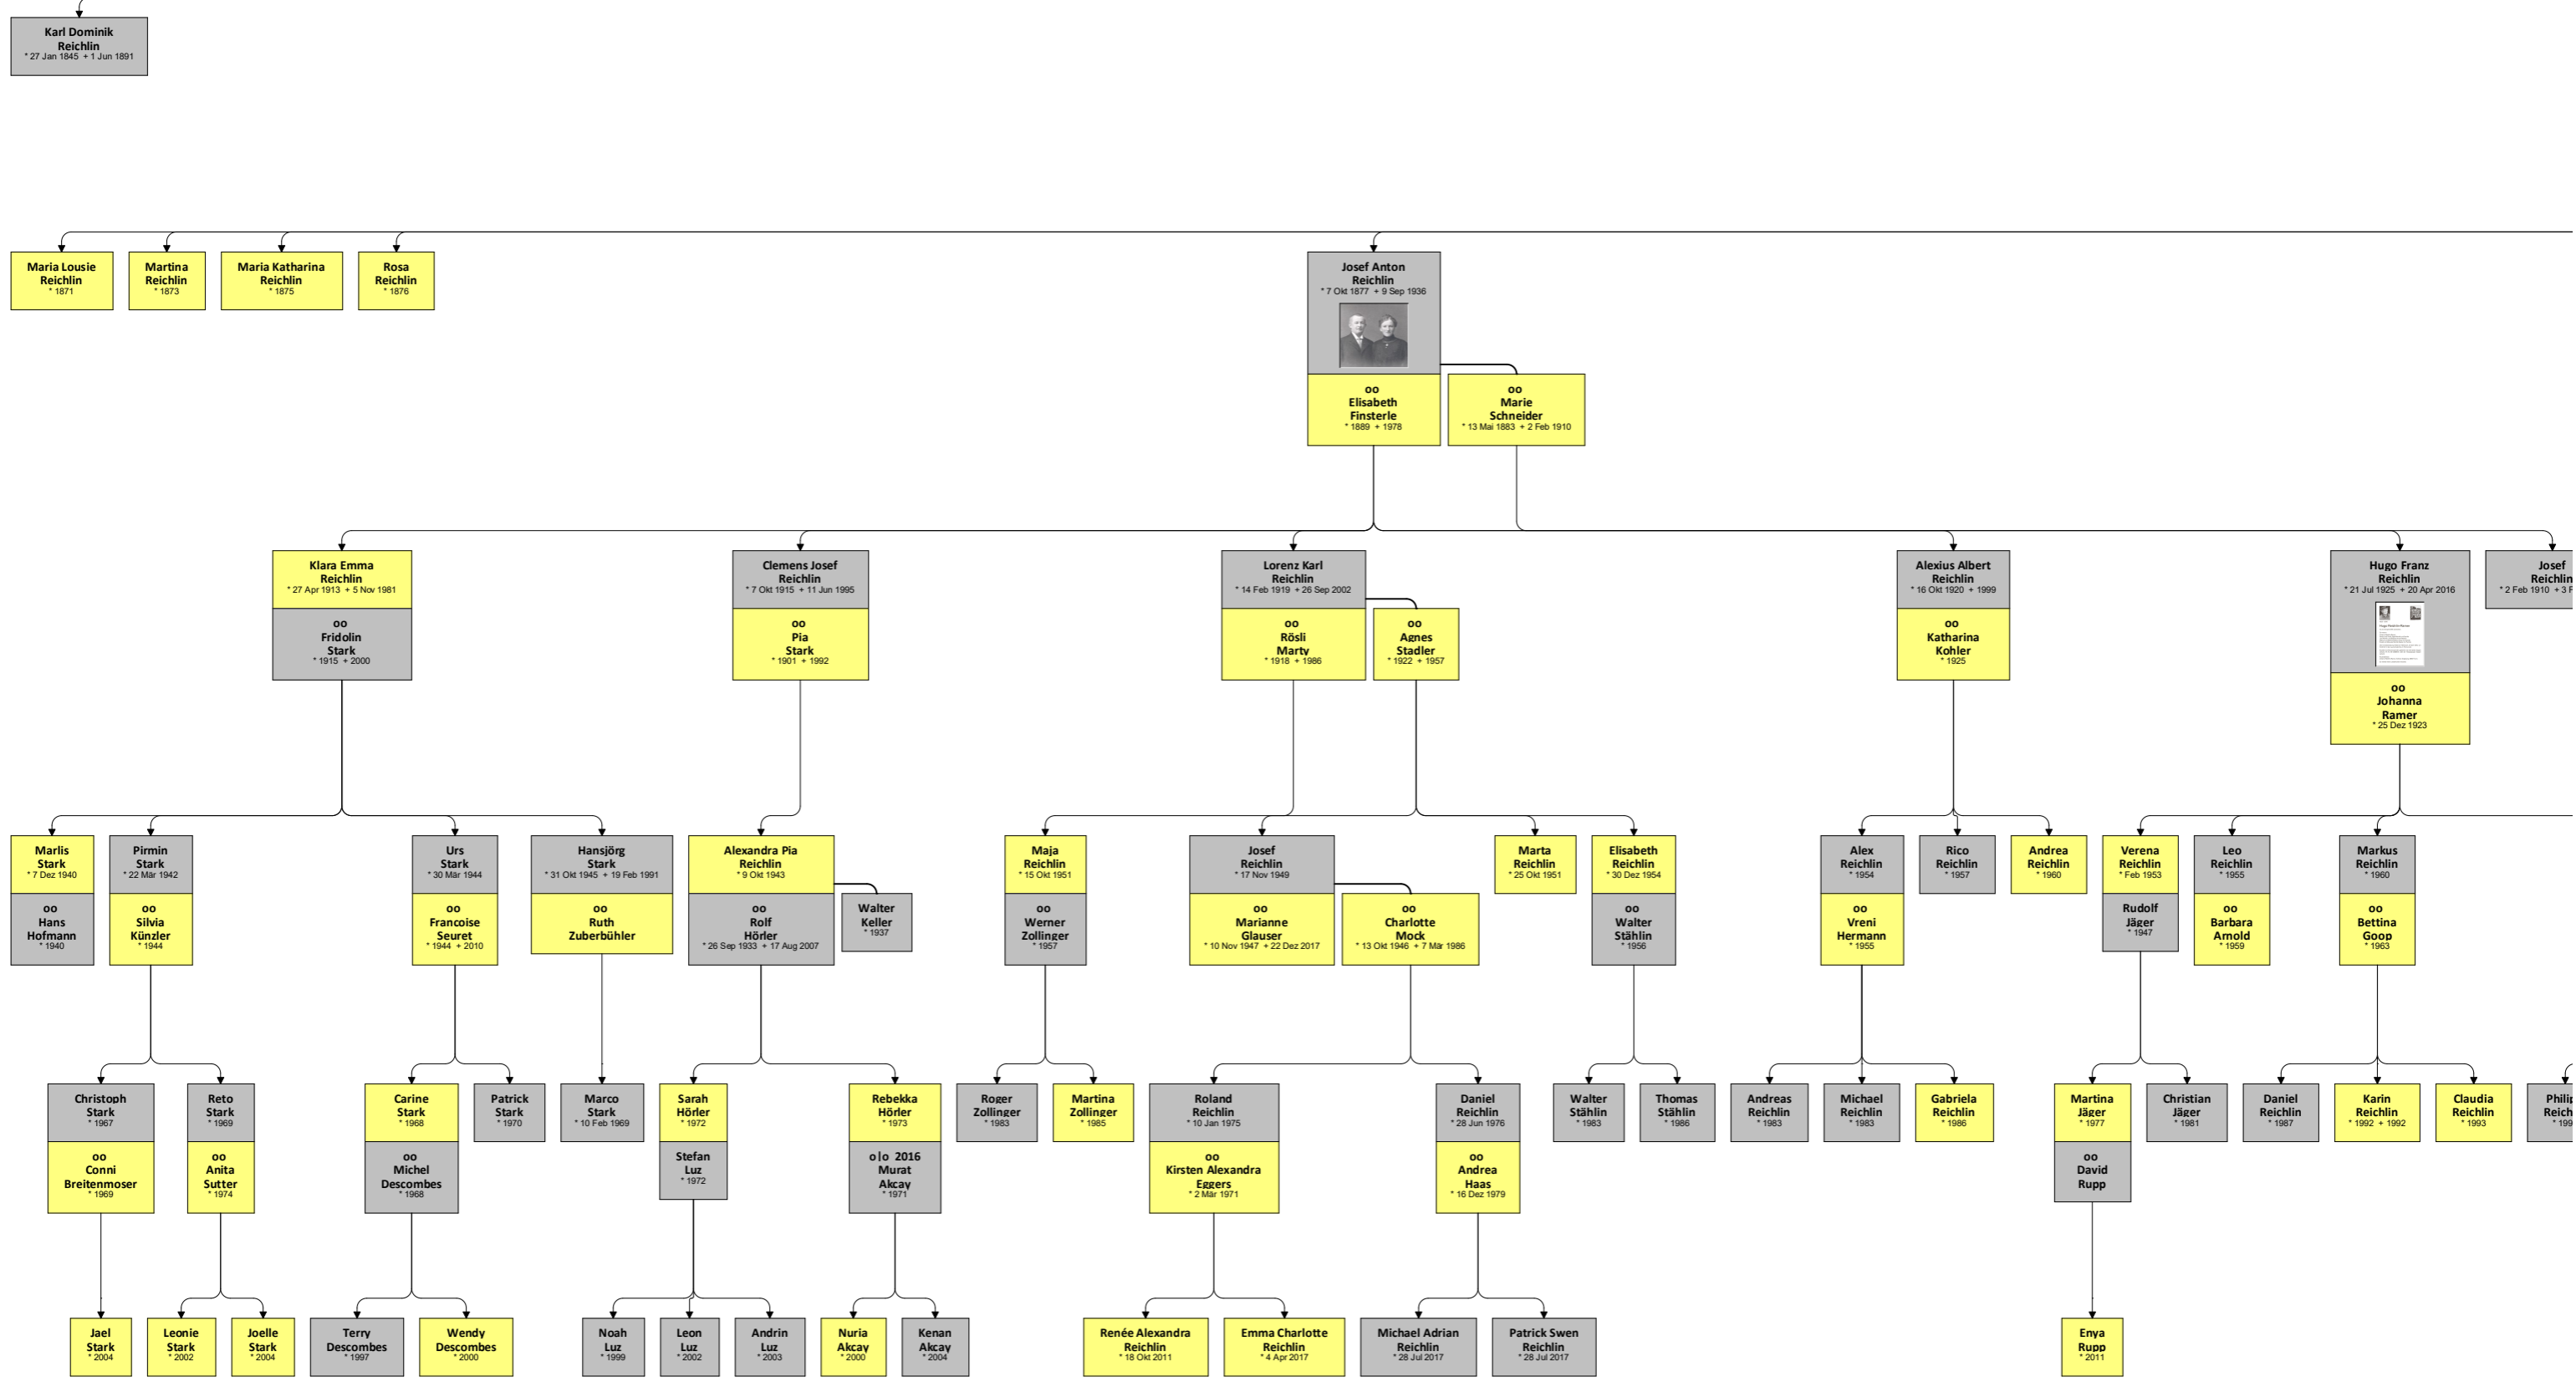 Karl Dominik
Reichlin
* 27 Jan 1845 + 1 Jun 1891
Maria Lousie
Reichlin
* 1871
Martina
Reichlin
* 1873
Maria Katharina
Reichlin
* 1875
Rosa
Reichlin
* 1876
Josef Anton
Reichlin
* 7 Okt 1877 + 9 Sep 1936
oo
Elisabeth
Finsterle
* 1889 + 1978
oo
Marie
Schneider
* 13 Mai 1883 + 2 Feb 1910
Klara Emma
Reichlin
* 27 Apr 1913 + 5 Nov 1981
oo
Fridolin
Stark
* 1915 + 2000
Clemens Josef
Reichlin
* 7 Okt 1915 + 11 Jun 1995
oo
Pia
Stark
* 1901 + 1992
Lorenz Karl
Reichlin
* 14 Feb 1919 + 26 Sep 2002
oo
Rösli
Marty
* 1918 + 1986
oo
Agnes
Stadler
* 1922 + 1957
Alexius Albert
Reichlin
* 16 Okt 1920 + 1999
oo
Katharina
Kohler
* 1925
Hugo Franz
Reichlin
* 21 Jul 1925 + 20 Apr 2016
oo
Johanna
Ramer
* 25 Dez 1923
Josef
Reichlin
* 2 Feb 1910 + 3 F
Marlis
Stark
* 7 Dez 1940
oo
Hans
Hofmann
* 1940
Pirmin
Stark
* 22 Mär 1942
oo
Silvia
Künzler
* 1944
Urs
Stark
* 30 Mär 1944
oo
Francoise
Seuret
* 1944 + 2010
Hansjörg
Stark
* 31 Okt 1945 + 19 Feb 1991
oo
Ruth
Zuberbühler
Alexandra Pia
Reichlin
* 9 Okt 1943
oo
Rolf
Hörler
* 26 Sep 1933 + 17 Aug 2007
Walter
Keller
* 1937
Maja
Reichlin
* 15 Okt 1951
oo
Werner
Zollinger
* 1957
Josef
Reichlin
* 17 Nov 1949
oo
Marianne
Glauser
* 10 Nov 1947 + 22 Dez 2017
oo
Charlotte
Mock
* 13 Okt 1946 + 7 Mär 1986
Marta
Reichlin
* 25 Okt 1951
Elisabeth
Reichlin
* 30 Dez 1954
oo
Walter
Stählin
* 1956
Alex
Reichlin
* 1954
oo
Vreni
Hermann
* 1955
Rico
Reichlin
* 1957
Andrea
Reichlin
* 1960
Verena
Reichlin
* Feb 1953
Rudolf
Jäger
* 1947
Leo
Reichlin
* 1955
oo
Barbara
Arnold
* 1959
Markus
Reichlin
* 1960
oo
Bettina
Goop
* 1963
Christoph
Stark
* 1967
oo
Conni
Breitenmoser
* 1969
Reto
Stark
* 1969
oo
Anita
Sutter
* 1974
Carine
Stark
* 1968
oo
Michel
Descombes
* 1968
Patrick
Stark
* 1970
Marco
Stark
* 10 Feb 1969
Sarah
Hörler
* 1972
Stefan
Luz
* 1972
Rebekka
Hörler
* 1973
o|o 2016
Murat
Akcay
* 1971
Roger
Zollinger
* 1983
Martina
Zollinger
* 1985
Roland
Reichlin
* 10 Jan 1975
oo
Kirsten Alexandra
Eggers
* 2 Mär 1971
Daniel
Reichlin
* 28 Jun 1976
oo
Andrea
Haas
* 16 Dez 1979
Walter
Stählin
* 1983
Thomas
Stählin
* 1986
Andreas
Reichlin
* 1983
Michael
Reichlin
* 1983
Gabriela
Reichlin
* 1986
Martina
Jäger
* 1977
oo
David
Rupp
Christian
Jäger
* 1981
Daniel
Reichlin
* 1987
Karin
Reichlin
* 1992 + 1992
Claudia
Reichlin
* 1993
Philip
Reich
* 199
Jael
Stark
* 2004
Leonie
Stark
* 2002
Joelle
Stark
* 2004
Terry
Descombes
* 1997
Wendy
Descombes
* 2000
Noah
Luz
* 1999
Leon
Luz
* 2002
Andrin
Luz
* 2003
Nuria
Akcay
* 2000
Kenan
Akcay
* 2004
Renée Alexandra
Reichlin
* 18 Okt 2011
Emma Charlotte
Reichlin
* 4 Apr 2017
Michael Adrian
Reichlin
* 28 Jul 2017
Patrick Swen
Reichlin
* 28 Jul 2017
Enya
Rupp
* 2011